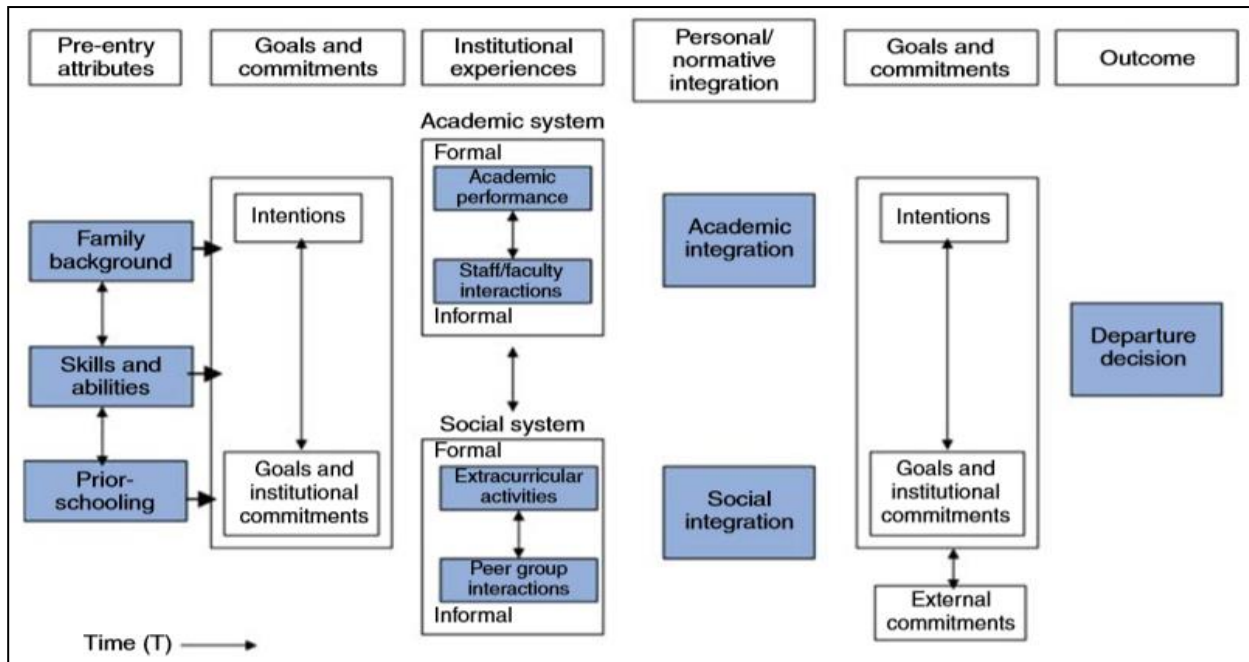 Pre-entry
attributes
Goals and
commitments
Institutional
experiences
Personal/
normative
integration
Goals and
commitments
Outcome
Family
background
Skills and
abilities
Prior-
schooling
Intentions
Goals and
institutional
commitments
Academic system
Formal
Academic
performance
Staff/faculty
interactions
Informal
Social system
Formal
Extracurricular
activities
Peer group
interactions
Informal
Academic
integration
Social
integration
Intentions
Goals and
institutional
commitments
External
commitments
Departure
decision
Time (T)